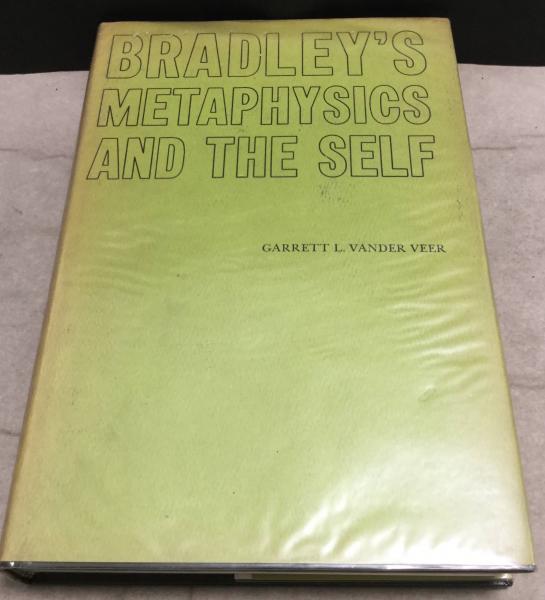 BRADLEY'S
METAPHYSICS
AND THE SELF
GARRETT L. VANDER VEER